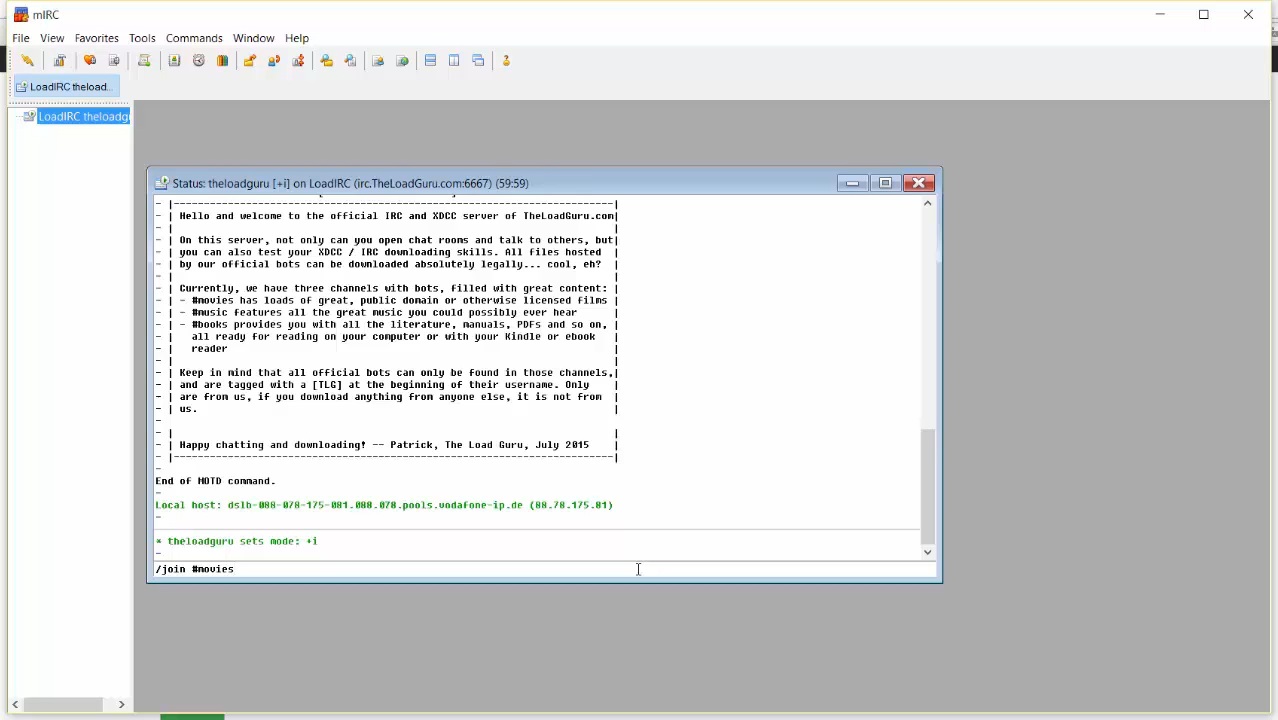 mIRC
File View Favorites Tools Commands Window Help
LoadIRC theload...
LoadIRC theloadg
Status: theloadguru [+i] on LoadIRC (irc.TheLoadGuru.com:6667) (59:59)
- |---------------------------------------------------------------|
- | Hello and welcome to the official IRC and XDCC server of TheLoadGuru.com|
- | |
- | On this server, not only can you open chat rooms and talk to others, but|
- | you can also test your XDCC / IRC downloading skills. All files hosted |
- | by our official bots can be downloaded absolutely legally... cool, eh? |
- | |
- | Currently, we have three channels with bots, filled with great content: |
- | - #movies has loads of great, public domain or otherwise licensed films |
- | - #music features all the great music you could possibly ever hear |
- | - #books provides you with all the literature, manuals, PDFs and so on, |
- | all ready for reading on your computer or with your Kindle or ebook |
- | reader |
- | |
- | Keep in mind that all official bots can only be found in those channels,|
- | and are tagged with a [TLG] at the beginning of their username. Only |
- | are from us, if you download anything from anyone else, it is not from |
- | us. |
-
- | |
- | Happy chatting and downloading! -- Patrick, The Load Guru, July 2015 |
- |---------------------------------------------------------------|
-
End of MOTD command.
-
Local host: dslb-088-078-175-081.088.078.pools.vodafone-ip.de (88.78.175.81)
-
* theloadguru sets mode: +i
-
/join #movies